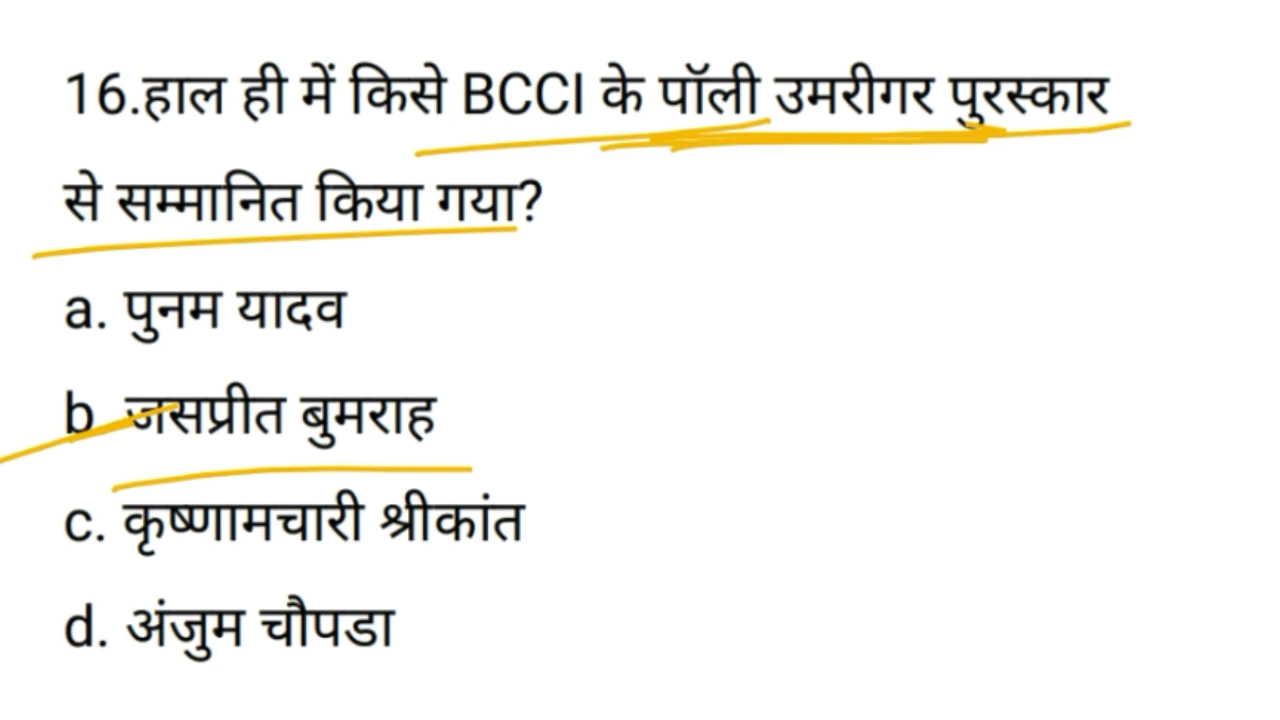 16.हाल ही में किसे BCCI के पॉली उमरीगर पुरस्कार
से सम्मानित किया गया?
a. पुनम यादव
b. जसप्रीत बुमराह
c. कृष्णामचारी श्रीकांत
d. अंजुम चौपडा